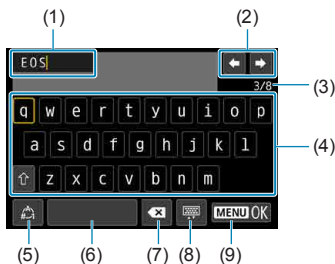 (1) (2)
EOS
3/8 (3)
q w e r t y u i o p
a s d f g h j k l (4)
z x c v b n m
MENU OK
(5) (6) (7) (8) (9)